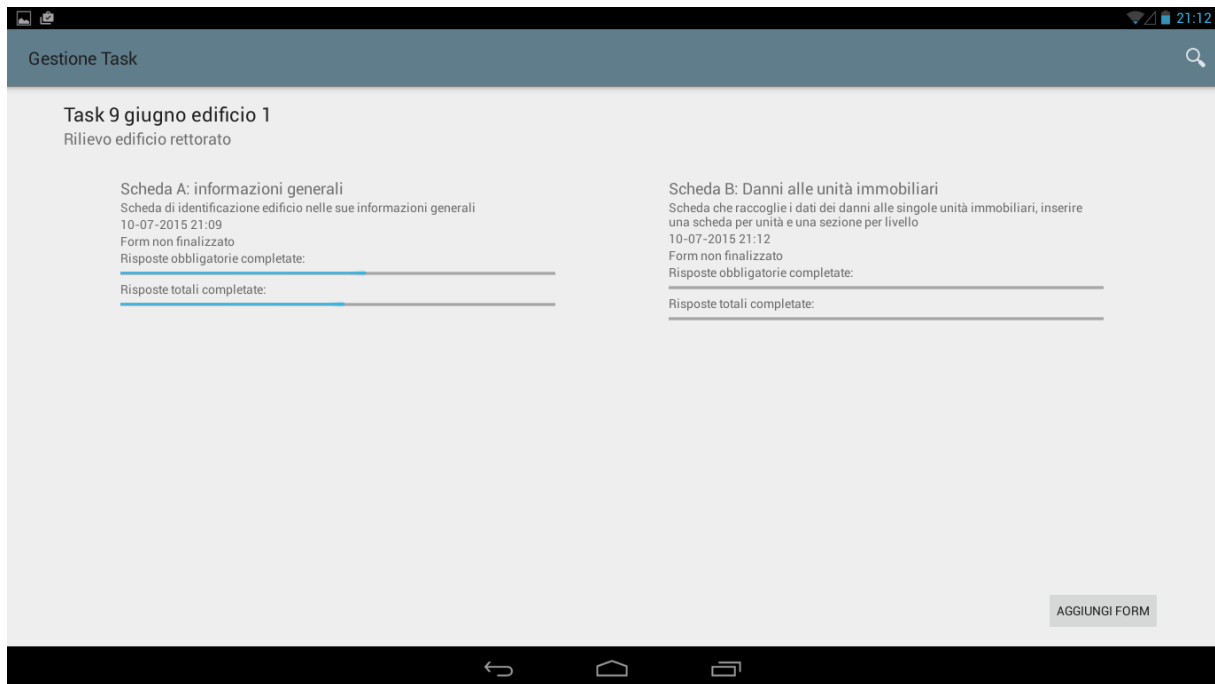 21:12
Gestione Task
Task 9 giugno edificio 1
Rilievo edificio rettorato
Scheda A: informazioni generali
Scheda di identificazione edificio nelle sue informazioni generali
10-07-2015 21:09
Form non finalizzato
Risposte obbligatorie completate:
Risposte totali completate:
Scheda B: Danni alle unità immobiliari
Scheda che raccoglie i dati dei danni alle singole unità immobiliari, inserire
una scheda per unità e una sezione per livello
10-07-2015 21:12
Form non finalizzato
Risposte obbligatorie completate:
Risposte totali completate:
AGGIUNGI FORM